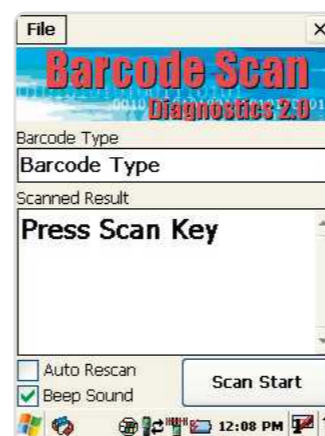 File
Barcode Scan
Diagnostics 2.0
Barcode Type
Barcode Type
Scanned Result
Press Scan Key
Auto Rescan
Beep Sound
Scan Start
12:08 PM